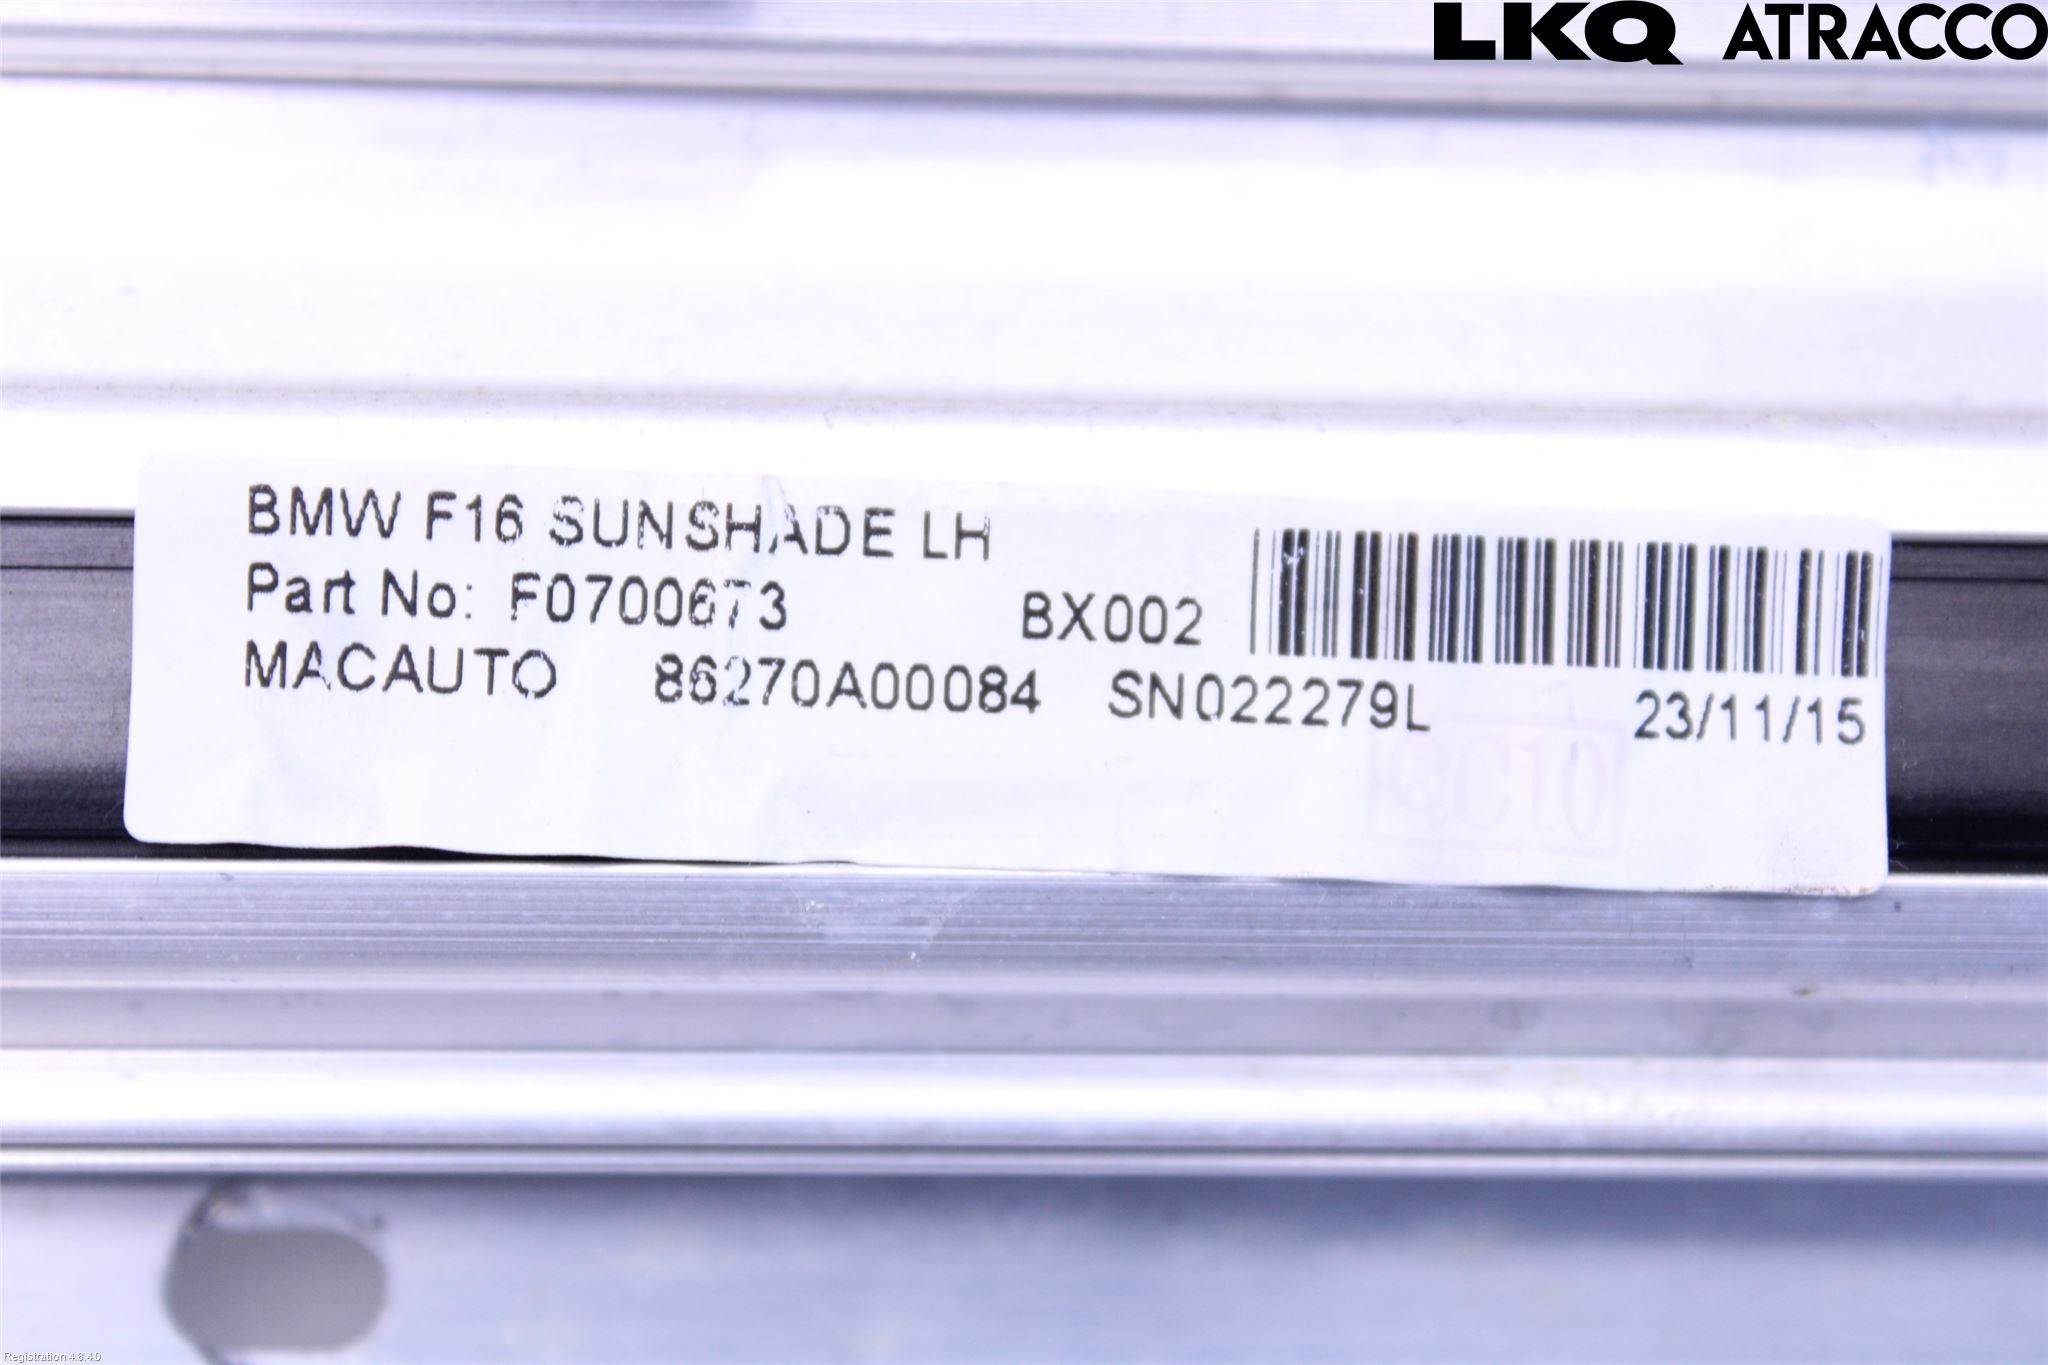 LKQ ATRACCO
BMW F16 SUNSHADE LH
Part No: F0700673 BX002
MACAUTO 86270A00084 SN022279L 23/11/15
QC10
Registration 4.8.4.0